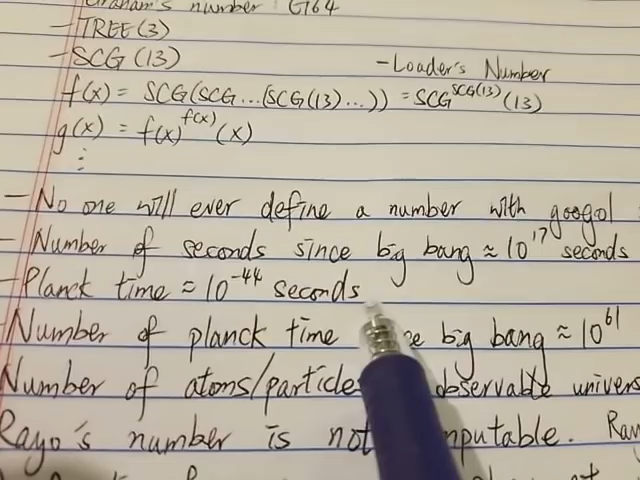 Graham's number G64
- TREE(3)
- SCG(13)
- Loader's Number
f(x) = SCG(SCG...(SCG(13)...)) = SCG^SCG(13) (13)
g(x) = f(x)^f(x) (x)
⋮
- No one will ever define a number with googol
- Number of seconds since big bang ≈ 10^17 seconds
- Planck time ≈ 10^-44 seconds
Number of planck time big bang ≈ 10^61
Number of atoms/particles observable
Rayo's number is not